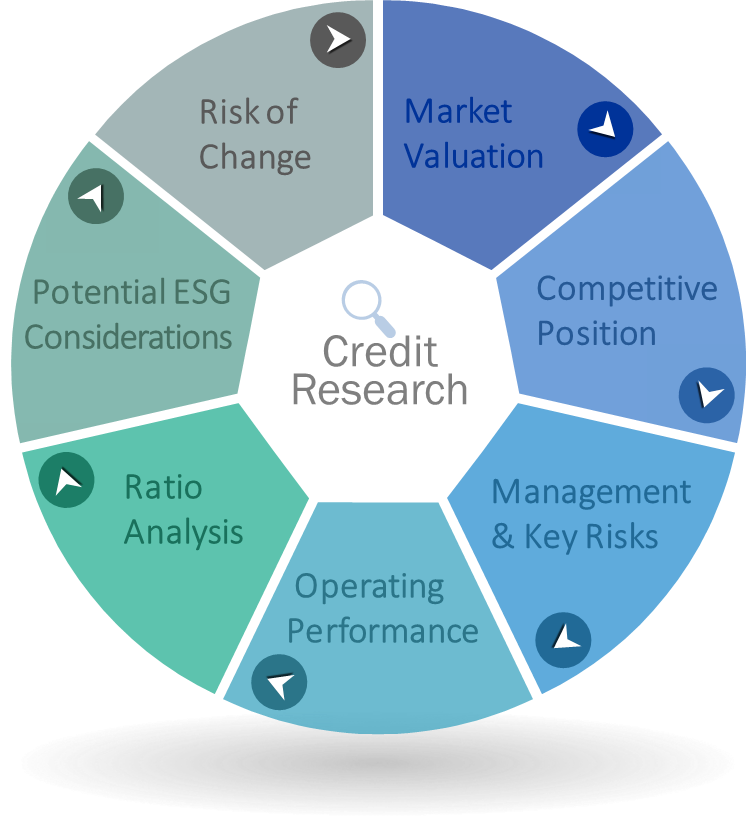 Risk of
Change
Market
Valuation
Competitive
Position
Management
& Key Risks
Operating
Performance
Ratio
Analysis
Potential ESG
Considerations
Credit
Research